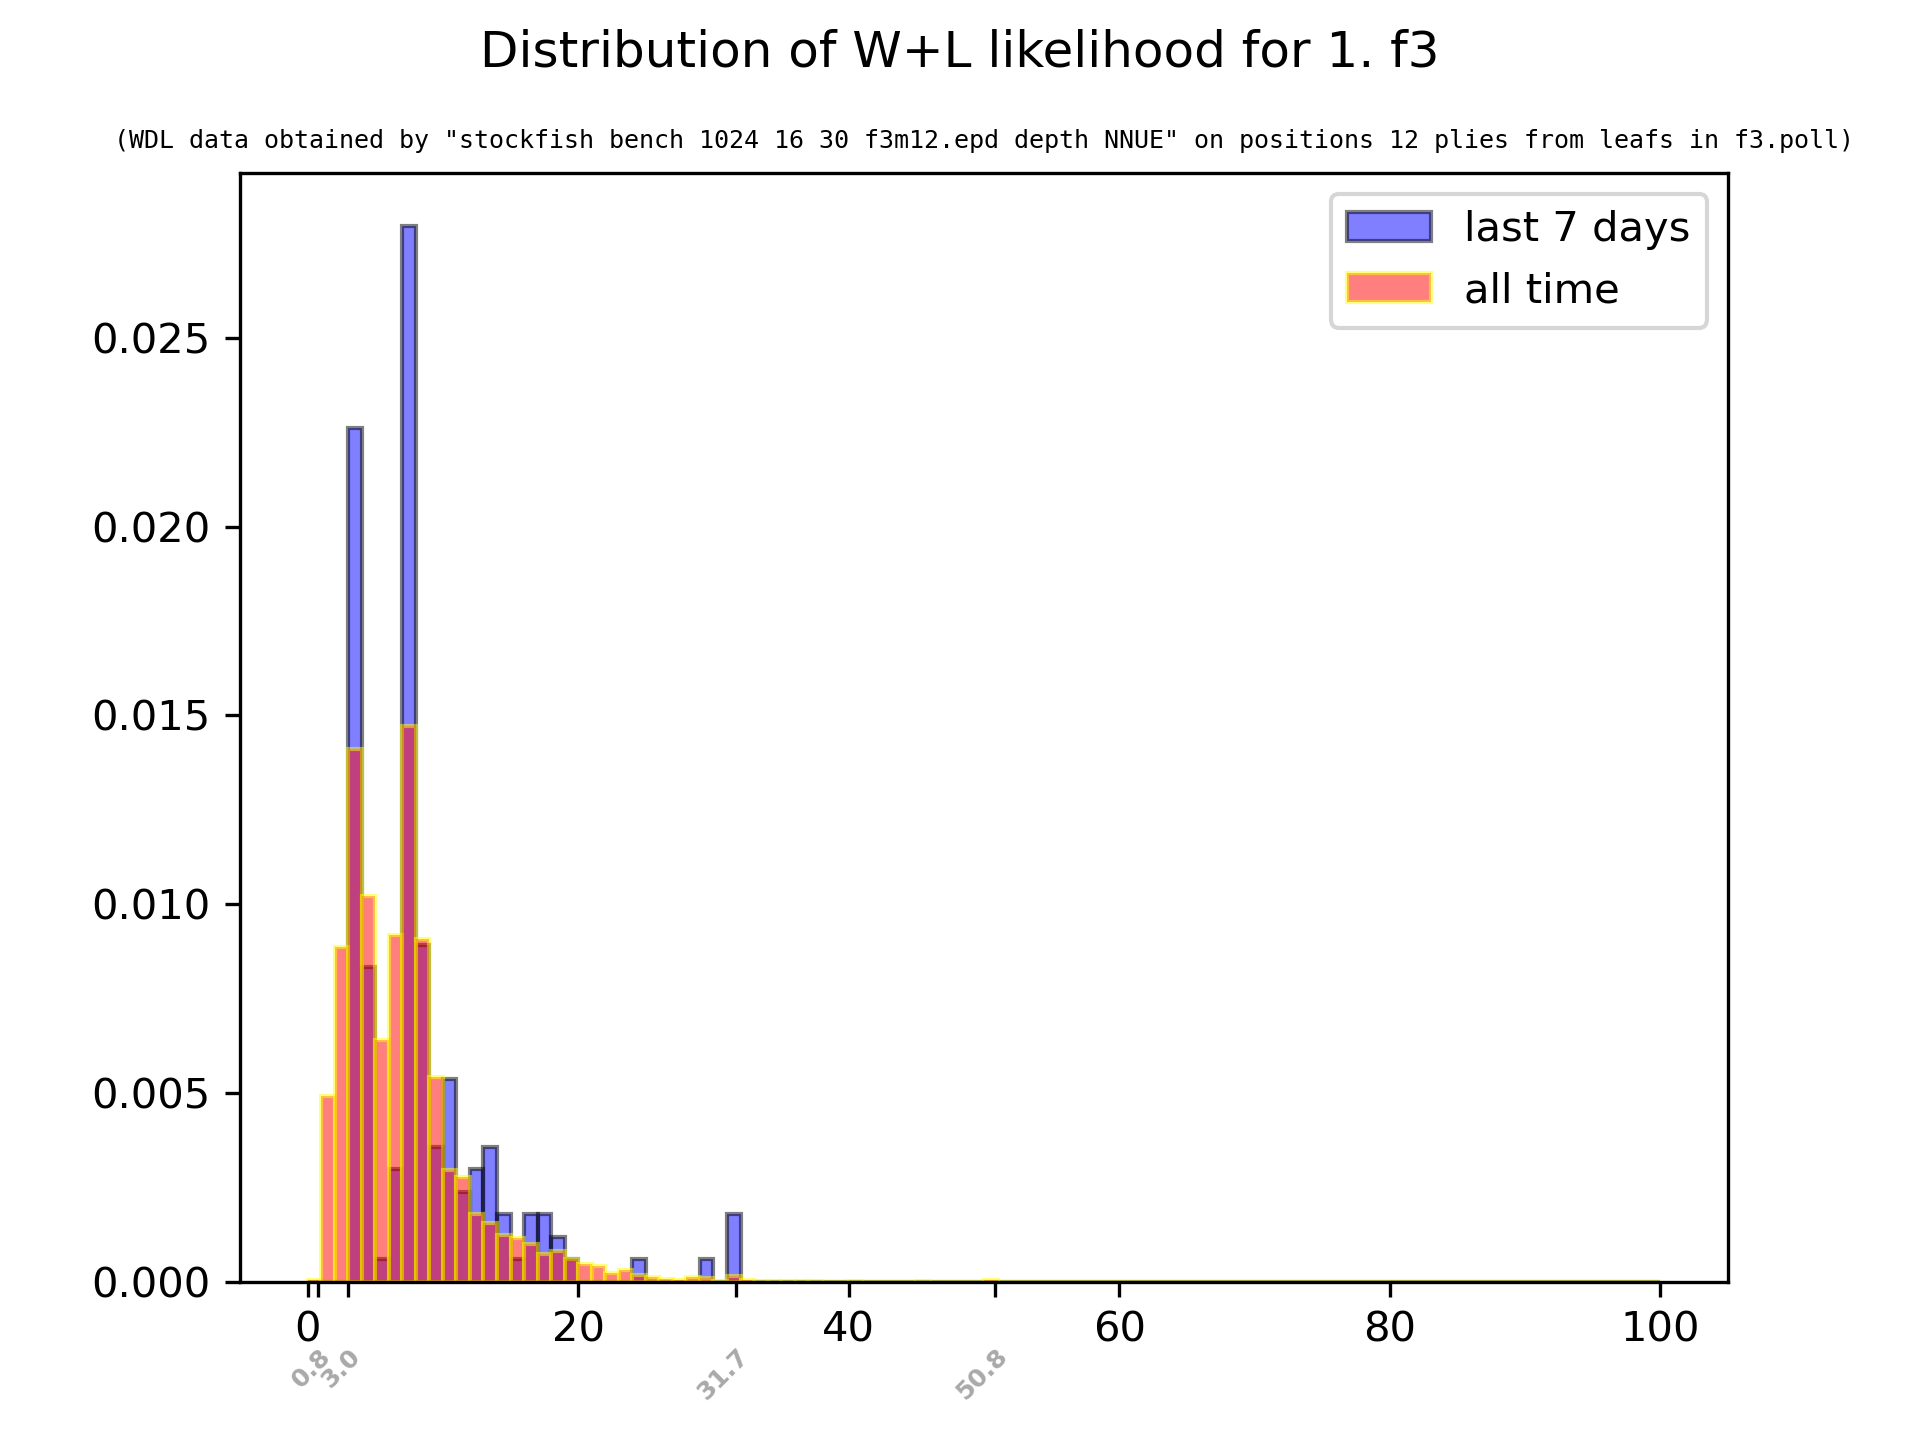 Distribution of W+L likelihood for 1. f3
(WDL data obtained by "stockfish bench 1024 16 30 f3m12.epd depth NNUE" on positions 12 plies from leafs in f3.poll)
last 7 days
all time
0.025
0.020
0.015
0.010
0.005
0.000
0 20 40 60 80 100
0.8 3.0 31.7 50.8